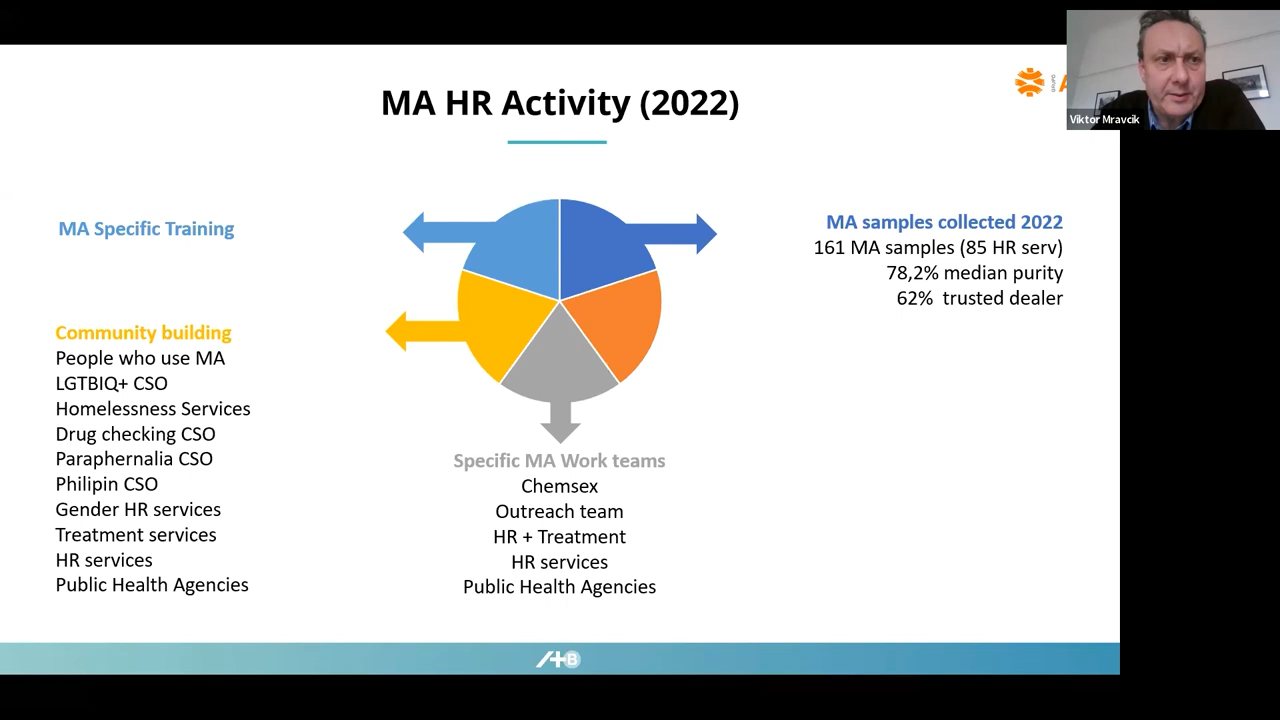 MA HR Activity (2022)
GRUPO
Viktor Mravcik
MA Specific Training
MA samples collected 2022
161 MA samples (85 HR serv)
78,2% median purity
62% trusted dealer
Community building
People who use MA
LGTBIQ+ CSO
Homelessness Services
Drug checking CSO
Paraphernalia CSO
Philipin CSO
Gender HR services
Treatment services
HR services
Public Health Agencies
Specific MA Work teams
Chemsex
Outreach team
HR + Treatment
HR services
Public Health Agencies
A+B